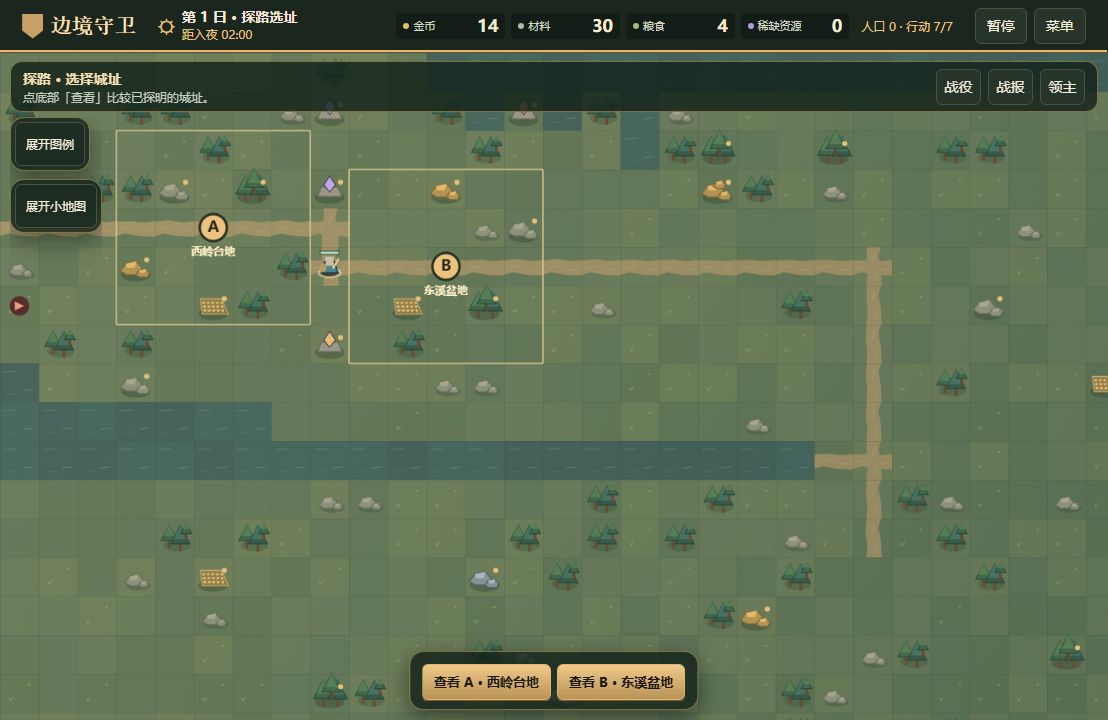 边境守卫
第 1 日 • 探路选址
距入夜 02:00
金币 14
材料 30
粮食 4
稀缺资源 0
人口 0 · 行动 7/7
暂停
菜单
探路 • 选择城址
点底部「查看」比较已探明的城址。
战役
战报
领主
展开图例
展开小地图
A
西岭台地
B
东溪盆地
查看 A • 西岭台地
查看 B • 东溪盆地